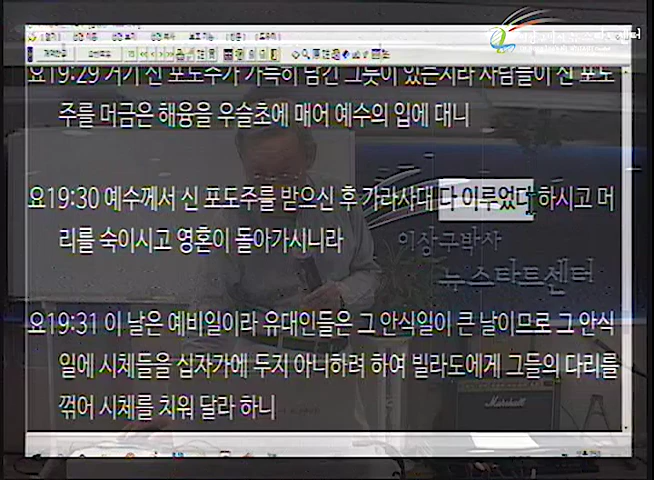 요19:29 거기 신 포도주가 가득히 담긴 그릇이 있는지라 사람들이 신 포도
주를 머금은 해융을 우슬초에 매어 예수의 입에 대니
요19:30 예수께서 신 포도주를 받으신 후 가라사대 다 이루었다 하시고 머
리를 숙이시고 영혼이 돌아가시니라
이상구박사
뉴스타트센터
요19:31 이 날은 예비일이라 유대인들은 그 안식일이 큰 날이므로 그 안식
일에 시체들을 십자가에 두지 아니하려 하여 빌라도에게 그들의 다리를
꺾어 시체를 치워 달라 하니
Marshall